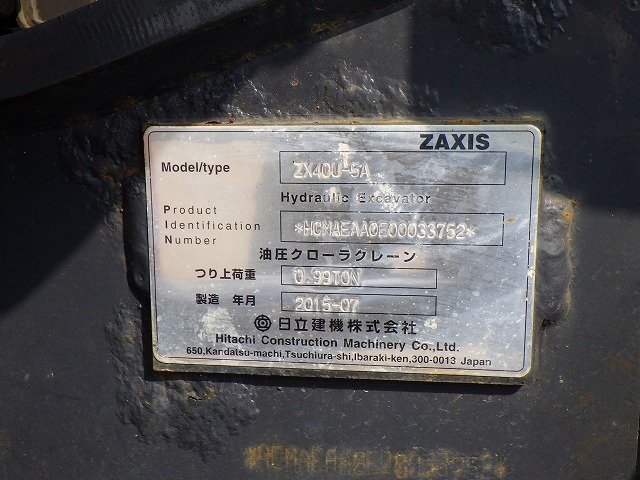 ZAXIS
Model/type ZX40U-5A
Hydraulic Excavator
Product
Identification *HCMAEAA0E00033752*
Number
油圧クローラクレーン
つり上荷重 0.99TON
製造 年月 2015-07
日立建機株式会社
Hitachi Construction Machinery Co.,Ltd.
650,Kandatsu-machi,Tsuchiura-shi,Ibaraki-ken,300-0013 Japan